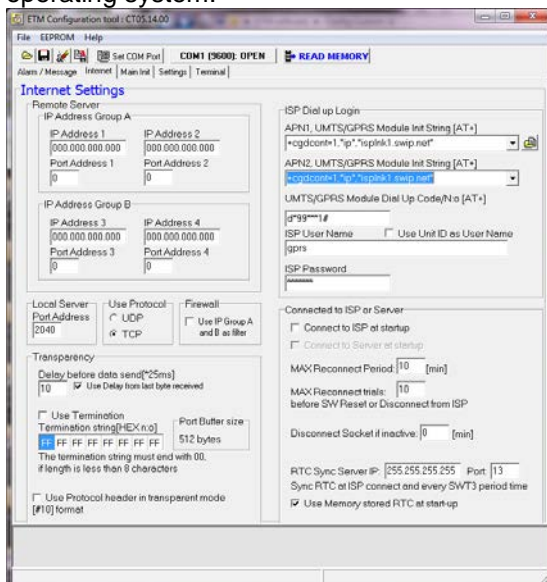 operating system.
ETM Configuration tool : CT05.14.00
File EEPROM Help
Set COM Port COM1 (9600): OPEN READ MEMORY
Alarm / Message Internet Main Init Settings Terminal
Internet Settings
Remote Server
IP Address Group A
IP Address 1 IP Address 2
000.000.000.000 000.000.000.000
Port Address 1 Port Address 2
0 0
IP Address Group B
IP Address 3 IP Address 4
000.000.000.000 000.000.000.000
Port Address 3 Port Address 4
0 0
Local Server
Port Address
2040
Use Protocol
UDP
TCP
Firewall
Use IP Group A
and B as filter
Transparency
Delay before data send[*25ms]
10 Use Delay from last byte received
Use Termination
Termination string[HEX n:o]
FF FF FF FF FF FF FF FF
Port Butter size
512 bytes
The termination string must end with 00.
if length is less than 8 characters
Use Protocol header in transparent mode
[#10] format
ISP Dial up Login
APN1, UMTS/GPRS Module Init String [AT+]
+cgdcont=1,"ip","isplnk1.swip.net"
APN2, UMTS/GPRS Module Init String [AT+]
+cgdcont=1,"ip","isplnk1.swip.net"
UMTS/GPRS Module Dial Up Code/N:o [AT+]
d*99***1#
ISP User Name Use Unit ID as User Name
gprs
ISP Password
*******
Connected to ISP or Server
Connect to ISP at startup
Connect to Server at startup
MAX Reconnect Period: 10 [min]
MAX Reconnect trials: 10
before SW Reset or Disconnect from ISP
Disconnect Socket if inactive: 0 [min]
RTC Sync Server IP: 255.255.255.255 Port: 13
Sync RTC at ISP connect and every SWT3 period time
Use Memory stored RTC at start-up